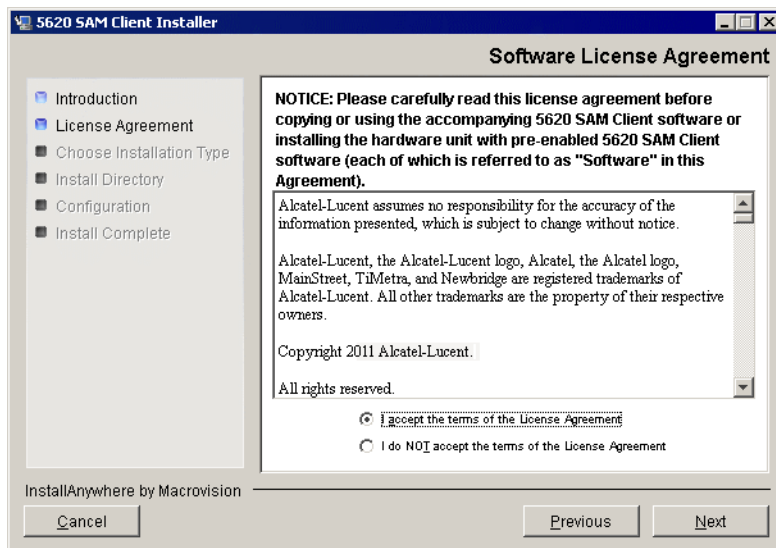 5620 SAM Client Installer
Software License Agreement
Introduction
License Agreement
Choose Installation Type
Install Directory
Configuration
Install Complete
NOTICE: Please carefully read this license agreement before
copying or using the accompanying 5620 SAM Client software or
installing the hardware unit with pre-enabled 5620 SAM Client
software (each of which is referred to as "Software" in this
Agreement).
Alcatel-Lucent assumes no responsibility for the accuracy of the
information presented, which is subject to change without notice.
Alcatel-Lucent, the Alcatel-Lucent logo, Alcatel, the Alcatel logo,
MainStreet, TiMetra, and Newbridge are registered trademarks of
Alcatel-Lucent. All other trademarks are the property of their respective
owners.
Copyright 2011 Alcatel-Lucent.
All rights reserved.
I accept the terms of the License Agreement
I do NOT accept the terms of the License Agreement
InstallAnywhere by Macrovision
Cancel
Previous
Next